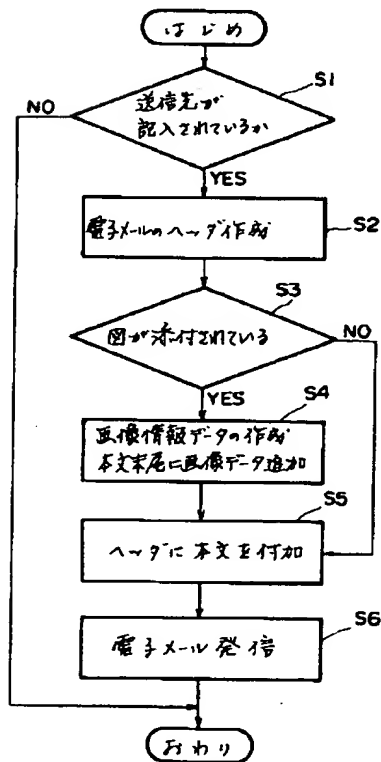 はじめ
S1
NO
送信先が
記入されているか
YES
S2
電子メールのヘッダ作成
S3
図が添付されている
NO
YES
S4
画像情報データの作成
本文末尾に画像データ追加
S5
ヘッダに本文を付加
S6
電子メール発信
おわり